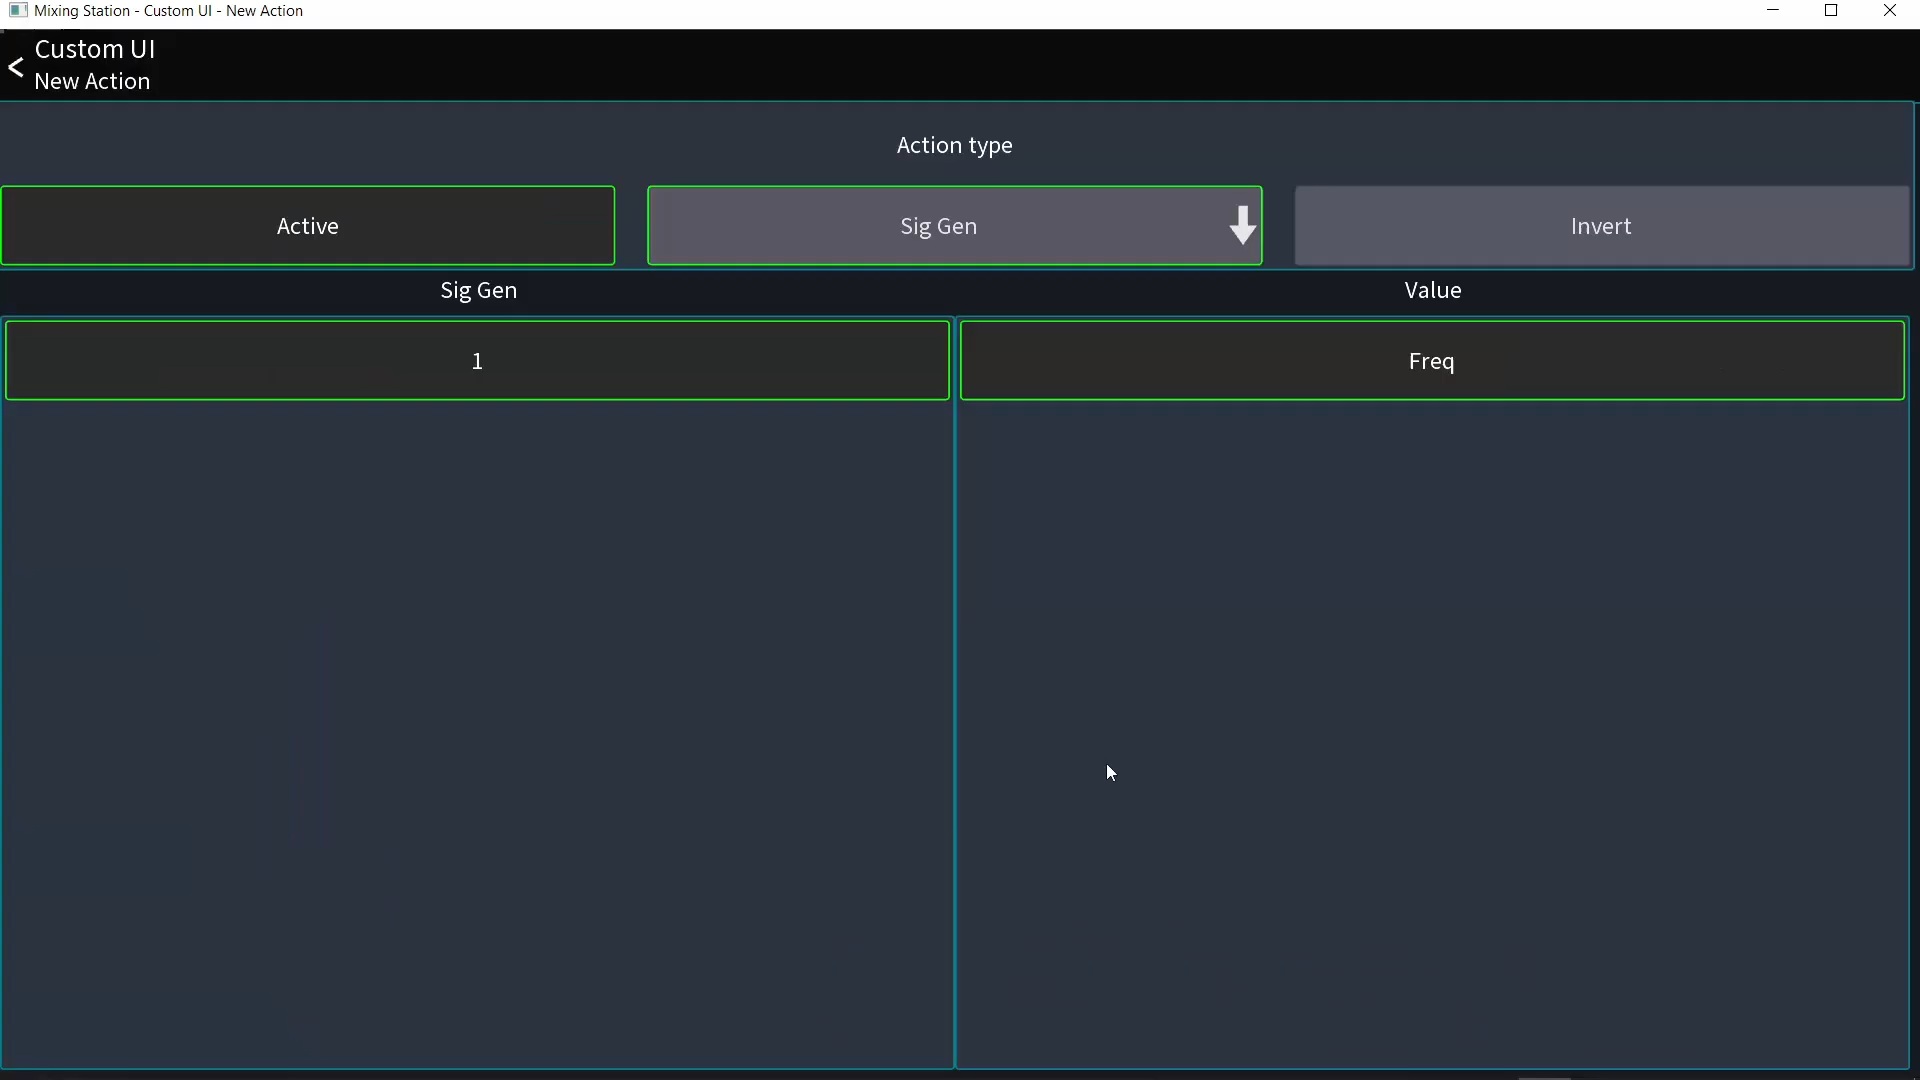 Mixing Station - Custom UI - New Action
Custom UI
New Action
Action type
Active
Sig Gen
Invert
Sig Gen
Value
1
Freq